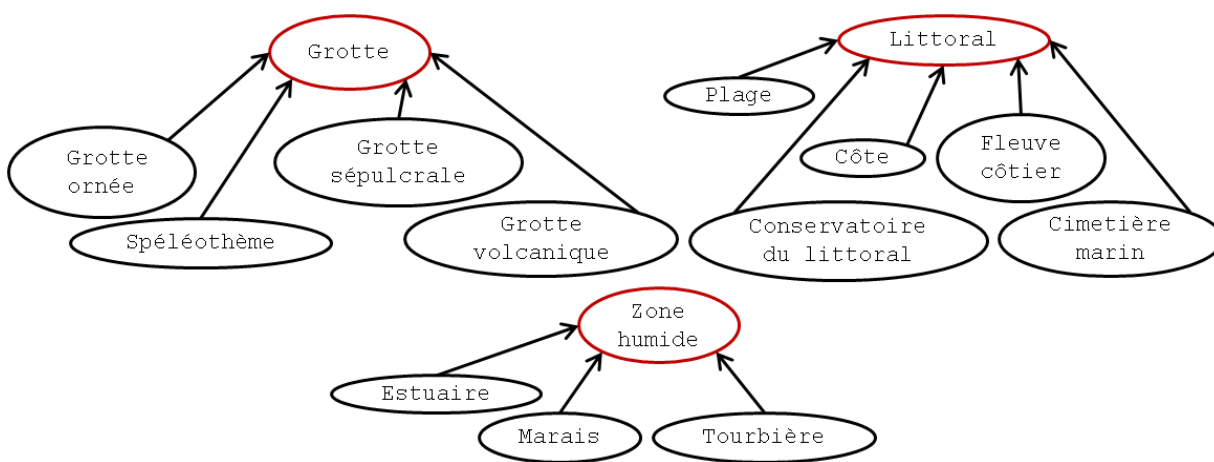 Grotte
Littoral
Plage
Grotte
ornée
Grotte
sépulcrale
Côte
Fleuve
côtier
Spéléothème
Grotte
volcanique
Conservatoire
du littoral
Cimetière
marin
Zone
humide
Estuaire
Marais
Tourbière